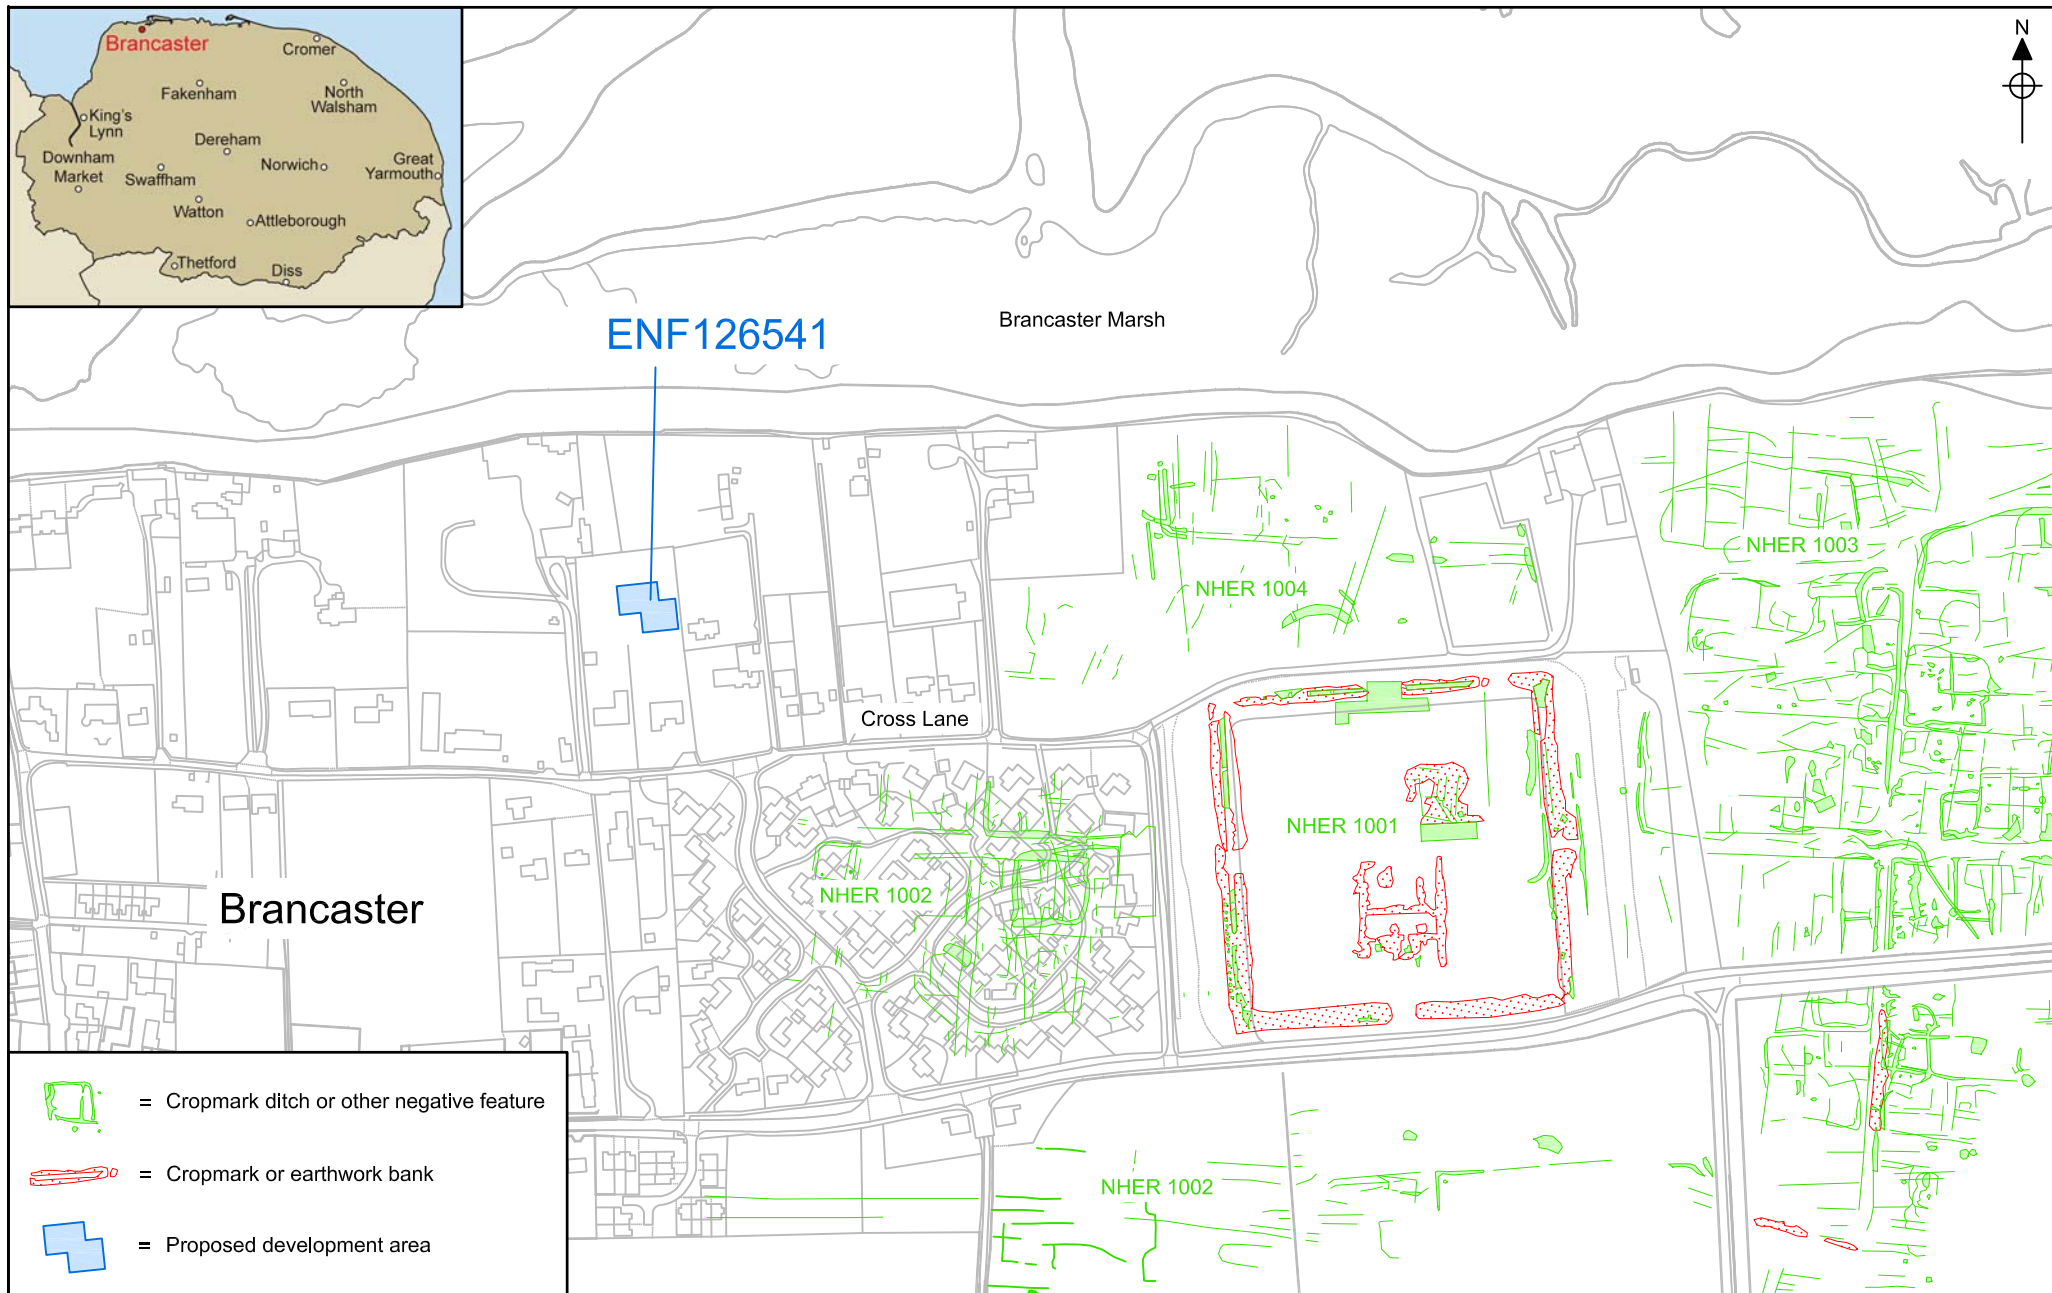 Brancaster
Cromer
Fakenham
North
Walsham
King's
Lynn
Dereham
Downham
Market
Swaffham
Norwich
Great
Yarmouth
Watton
Attleborough
Thetford
Diss
N
ENF126541
Brancaster Marsh
NHER 1003
NHER 1004
Cross Lane
NHER 1001
NHER 1002
Brancaster
NHER 1002
= Cropmark ditch or other negative feature
= Cropmark or earthwork bank
= Proposed development area